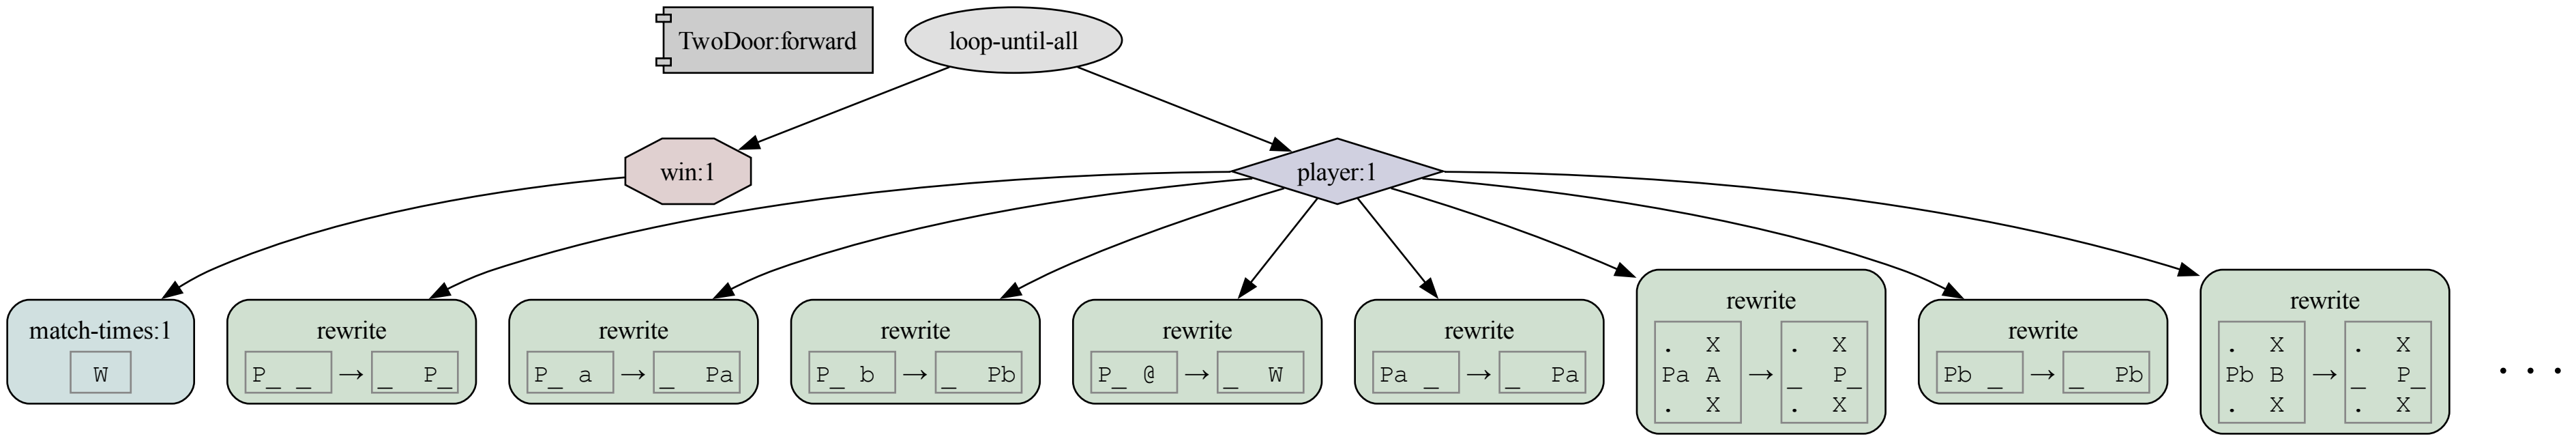 TwoDoor:forward
loop-until-all
win:1
player:1
match-times:1
W
rewrite
P_ _ → _ P_
rewrite
P_ a → _ Pa
rewrite
P_ b → _ Pb
rewrite
P_ @ → _ W
rewrite
Pa _ → _ Pa
rewrite
. X . X
Pa A → _ P_
. X . X
rewrite
Pb _ → _ Pb
rewrite
. X . X
Pb B → _ P_
. X . X
. . .